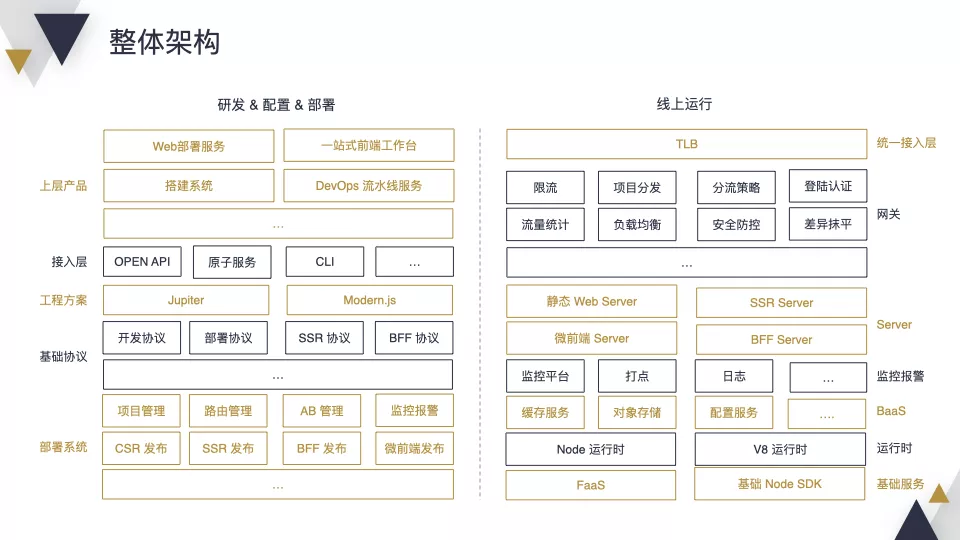 整体架构
研发 & 配置 & 部署
上层产品
Web部署服务 一站式前端工作台
搭建系统 DevOps 流水线服务
...
接入层 OPEN API 原子服务 CLI ...
工程方案 Jupiter Modern.js
基础协议
开发协议 部署协议 SSR 协议 BFF 协议
...
部署系统
项目管理 路由管理 AB 管理 监控报警
CSR 发布 SSR 发布 BFF 发布 微前端发布
...
线上运行
TLB 统一接入层
限流 项目分发 分流策略 登陆认证
网关
流量统计 负载均衡 安全防控 差异抹平
...
静态 Web Server SSR Server
Server
微前端 Server BFF Server
监控平台 打点 日志 ... 监控报警
缓存服务 对象存储 配置服务 .... BaaS
Node 运行时 V8 运行时 运行时
FaaS 基础 Node SDK 基础服务